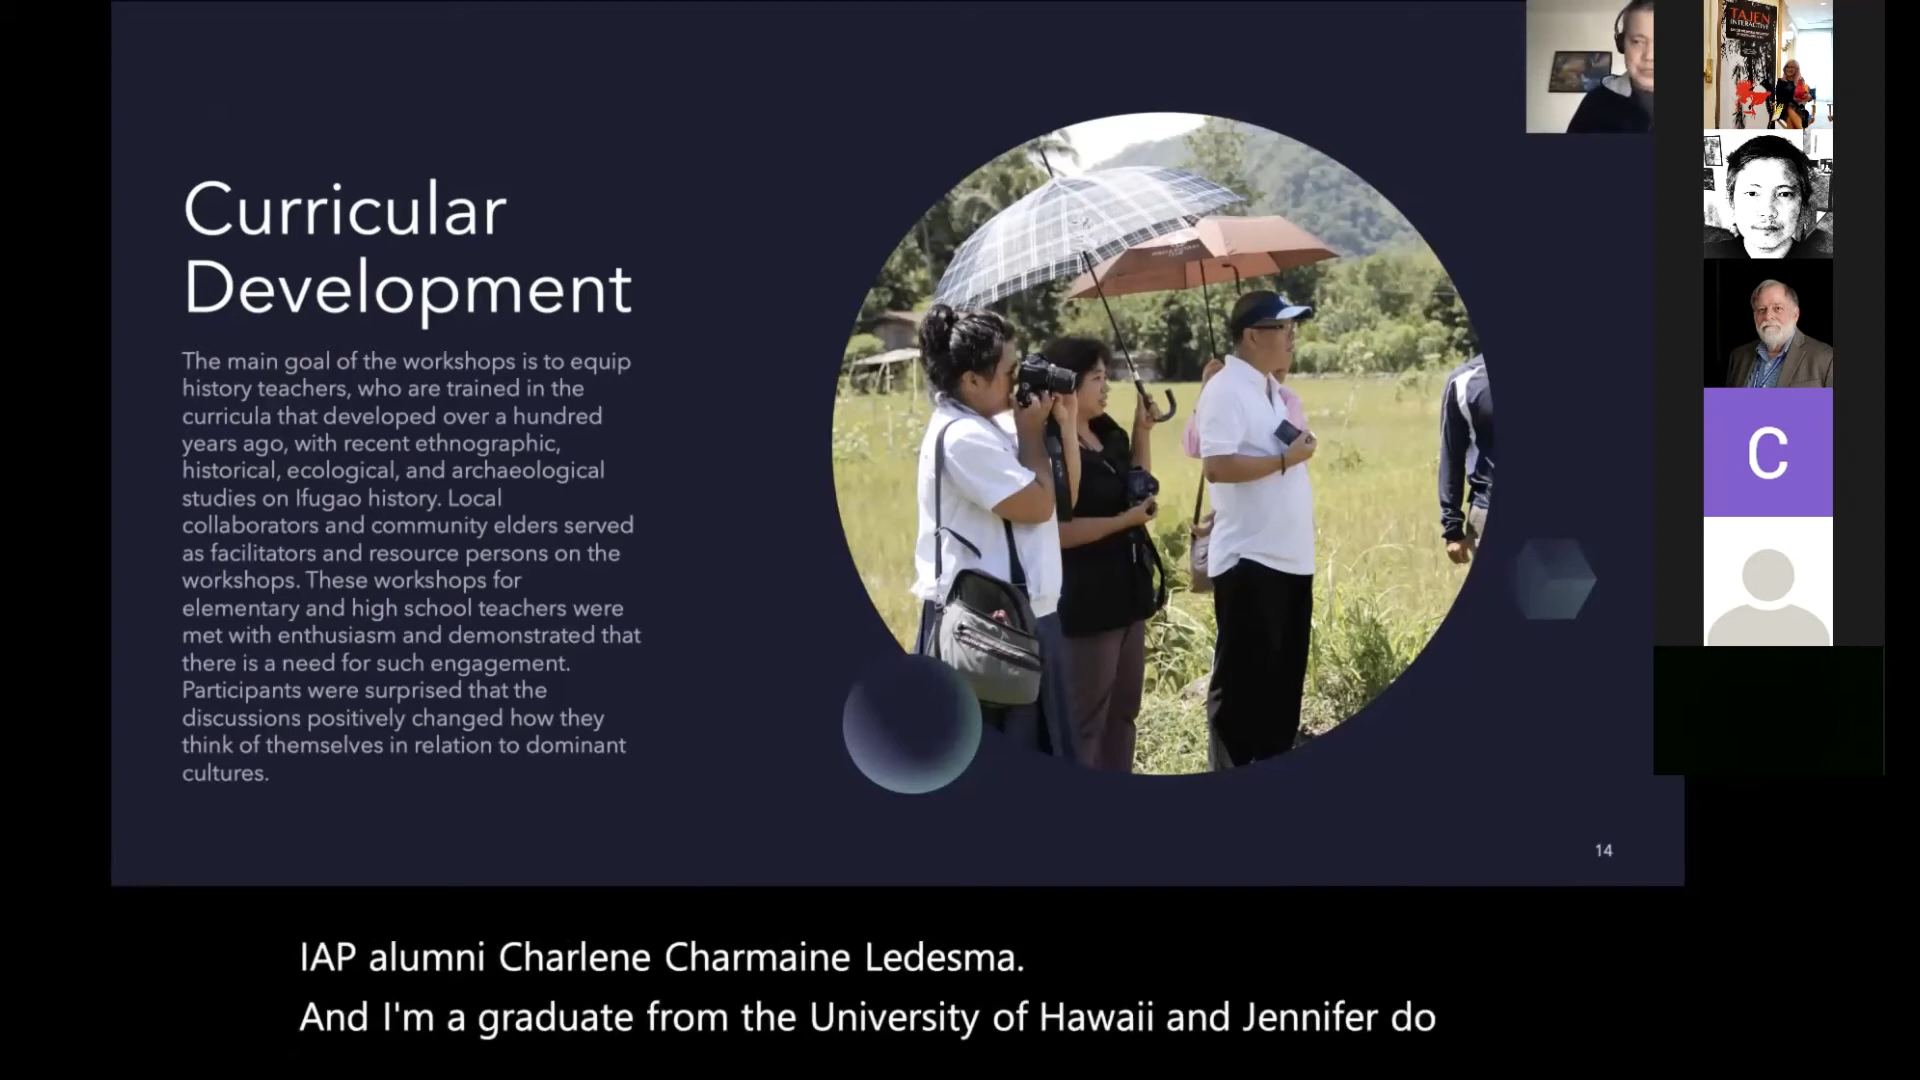 Curricular
Development
The main goal of the workshops is to equip
history teachers, who are trained in the
curricula that developed over a hundred
years ago, with recent ethnographic,
historical, ecological, and archaeological
studies on Ifugao history. Local
collaborators and community elders served
as facilitators and resource persons on the
workshops. These workshops for
elementary and high school teachers were
met with enthusiasm and demonstrated that
there is a need for such engagement.
Participants were surprised that the
discussions positively changed how they
think of themselves in relation to dominant
cultures.
14
TAJEN
INTERACTIVE
C
IAP alumni Charlene Charmaine Ledesma.
And I'm a graduate from the University of Hawaii and Jennifer do